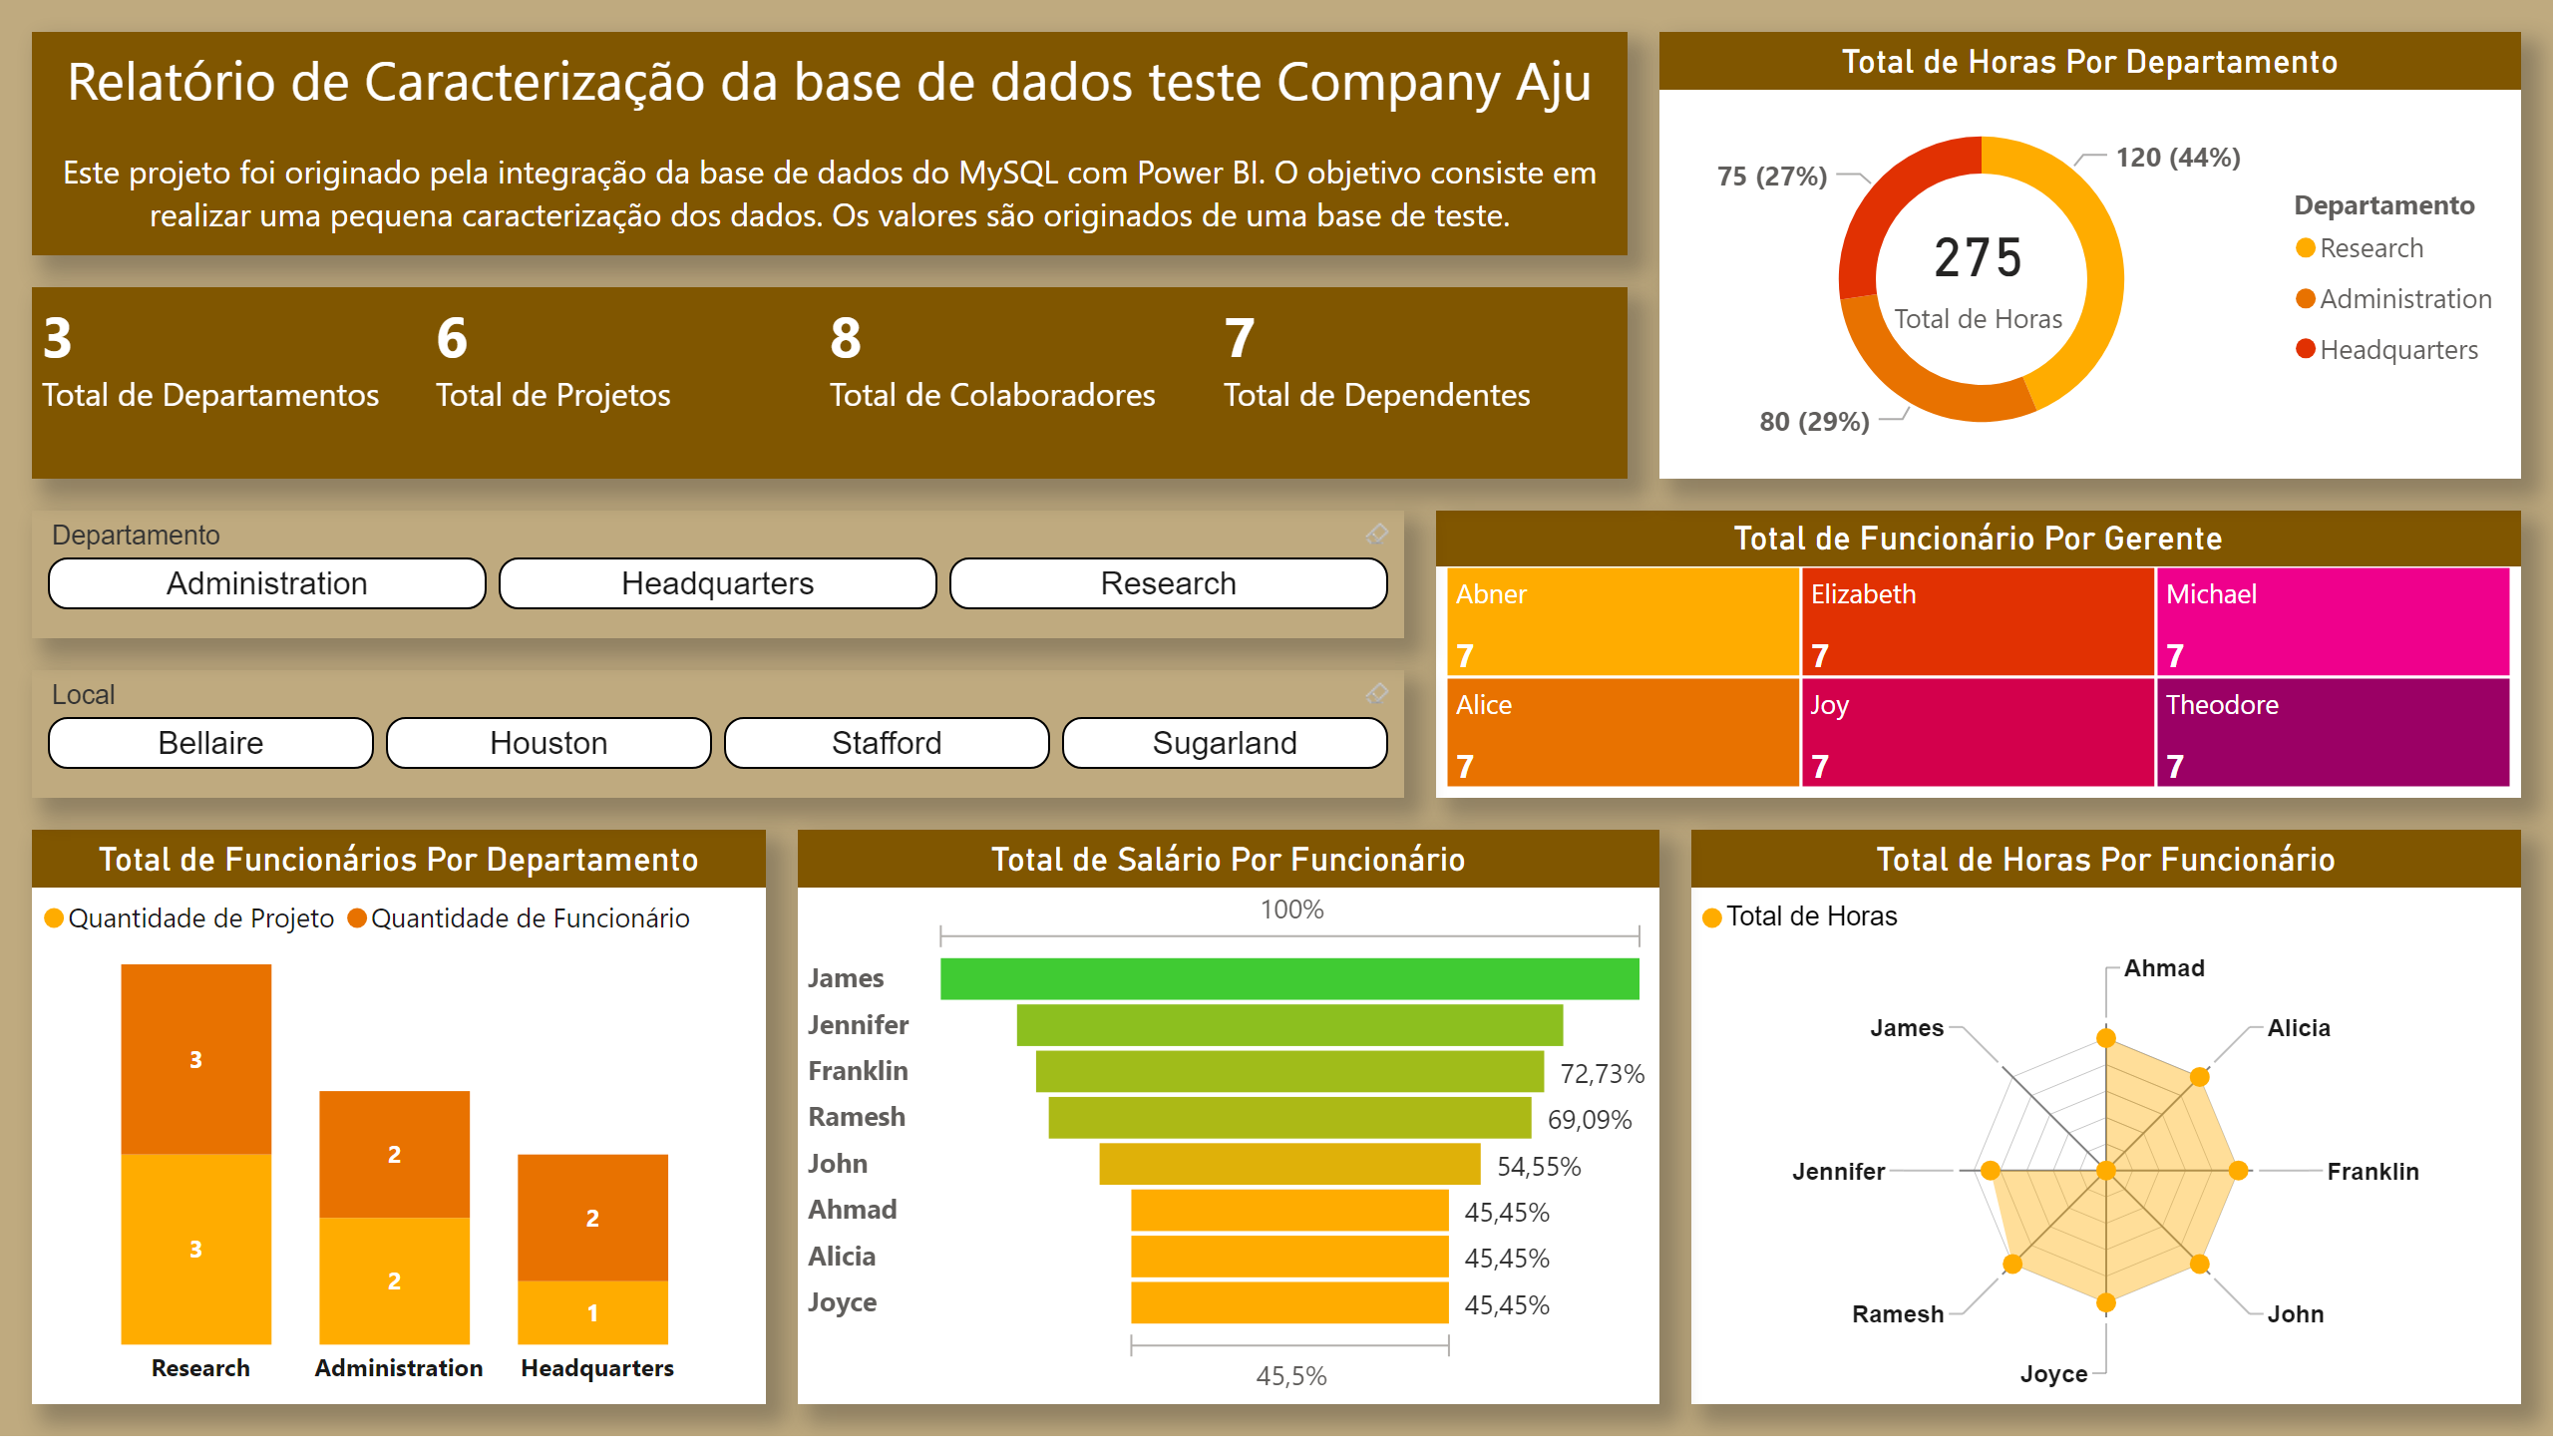 Relatório de Caracterização da base de dados teste Company Aju
Este projeto foi originado pela integração da base de dados do MySQL com Power BI. O objetivo consiste em
realizar uma pequena caracterização dos dados. Os valores são originados de uma base de teste.
3
Total de Departamentos
6
Total de Projetos
8
Total de Colaboradores
7
Total de Dependentes
Total de Horas Por Departamento
120 (44%)
75 (27%)
80 (29%)
275
Total de Horas
Departamento
Research
Administration
Headquarters
Departamento
Administration
Headquarters
Research
Local
Bellaire
Houston
Stafford
Sugarland
Total de Funcionário Por Gerente
Abner
7
Elizabeth
7
Michael
7
Alice
7
Joy
7
Theodore
7
Total de Funcionários Por Departamento
Quantidade de Projeto
Quantidade de Funcionário
3
3
2
2
2
1
Research
Administration
Headquarters
Total de Salário Por Funcionário
100%
James
Jennifer
Franklin 72,73%
Ramesh 69,09%
John 54,55%
Ahmad 45,45%
Alicia 45,45%
Joyce 45,45%
45,5%
Total de Horas Por Funcionário
Total de Horas
Ahmad
James
Alicia
Jennifer
Franklin
Ramesh
John
Joyce